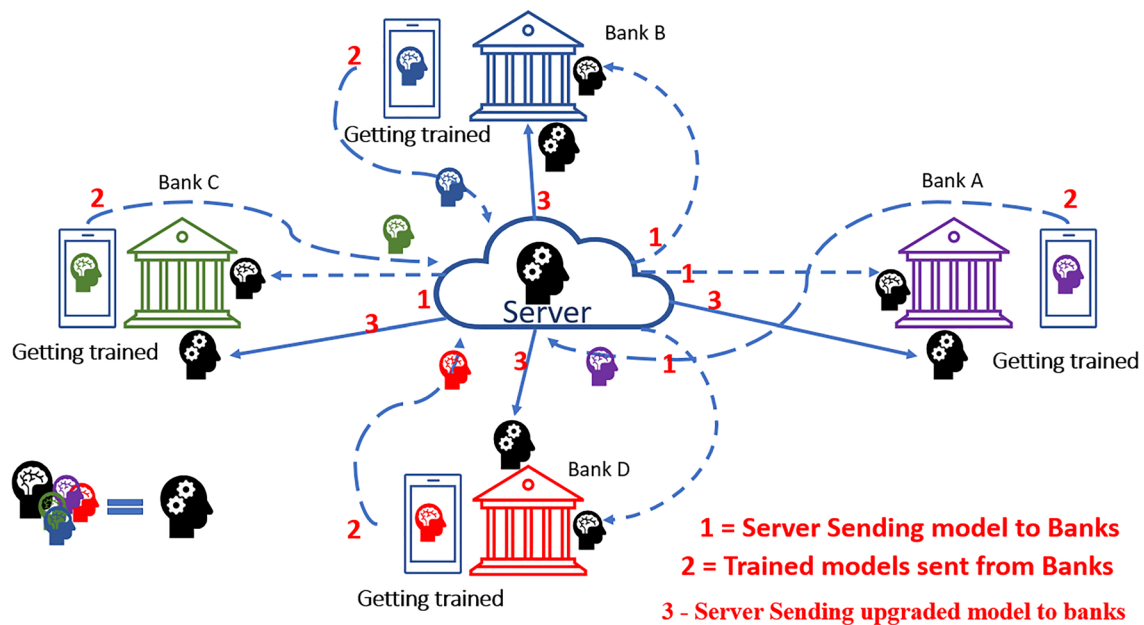 Bank B
2
Getting trained
Bank C
2
Bank A
2
3
1
1
1
3
Server
3
Getting trained
3
1
Getting trained
Bank D
2
Getting trained
1 = Server Sending model to Banks
2 = Trained models sent from Banks
3 - Server Sending upgraded model to banks